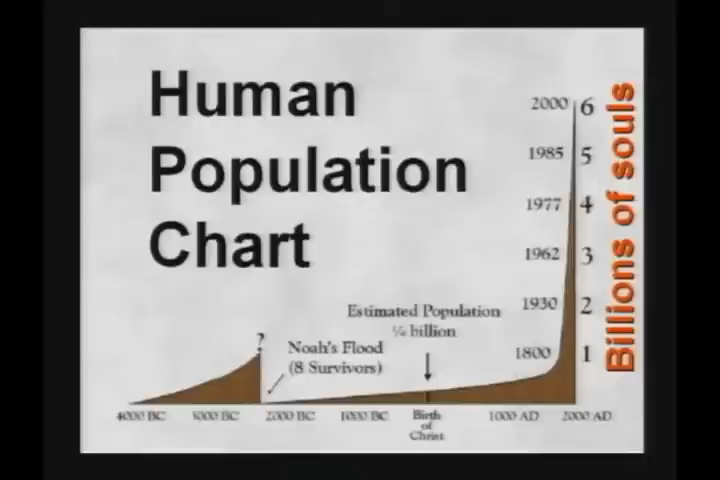 Human
Population
Chart
2000
6
1985
5
1977
4
1962
3
1930
2
1800
1
Billions of souls
Estimated Population
¼ billion
?
Noah's Flood
(8 Survivors)
4000 BC
3000 BC
2000 BC
1000 BC
Birth
of
Christ
1000 AD
2000 AD